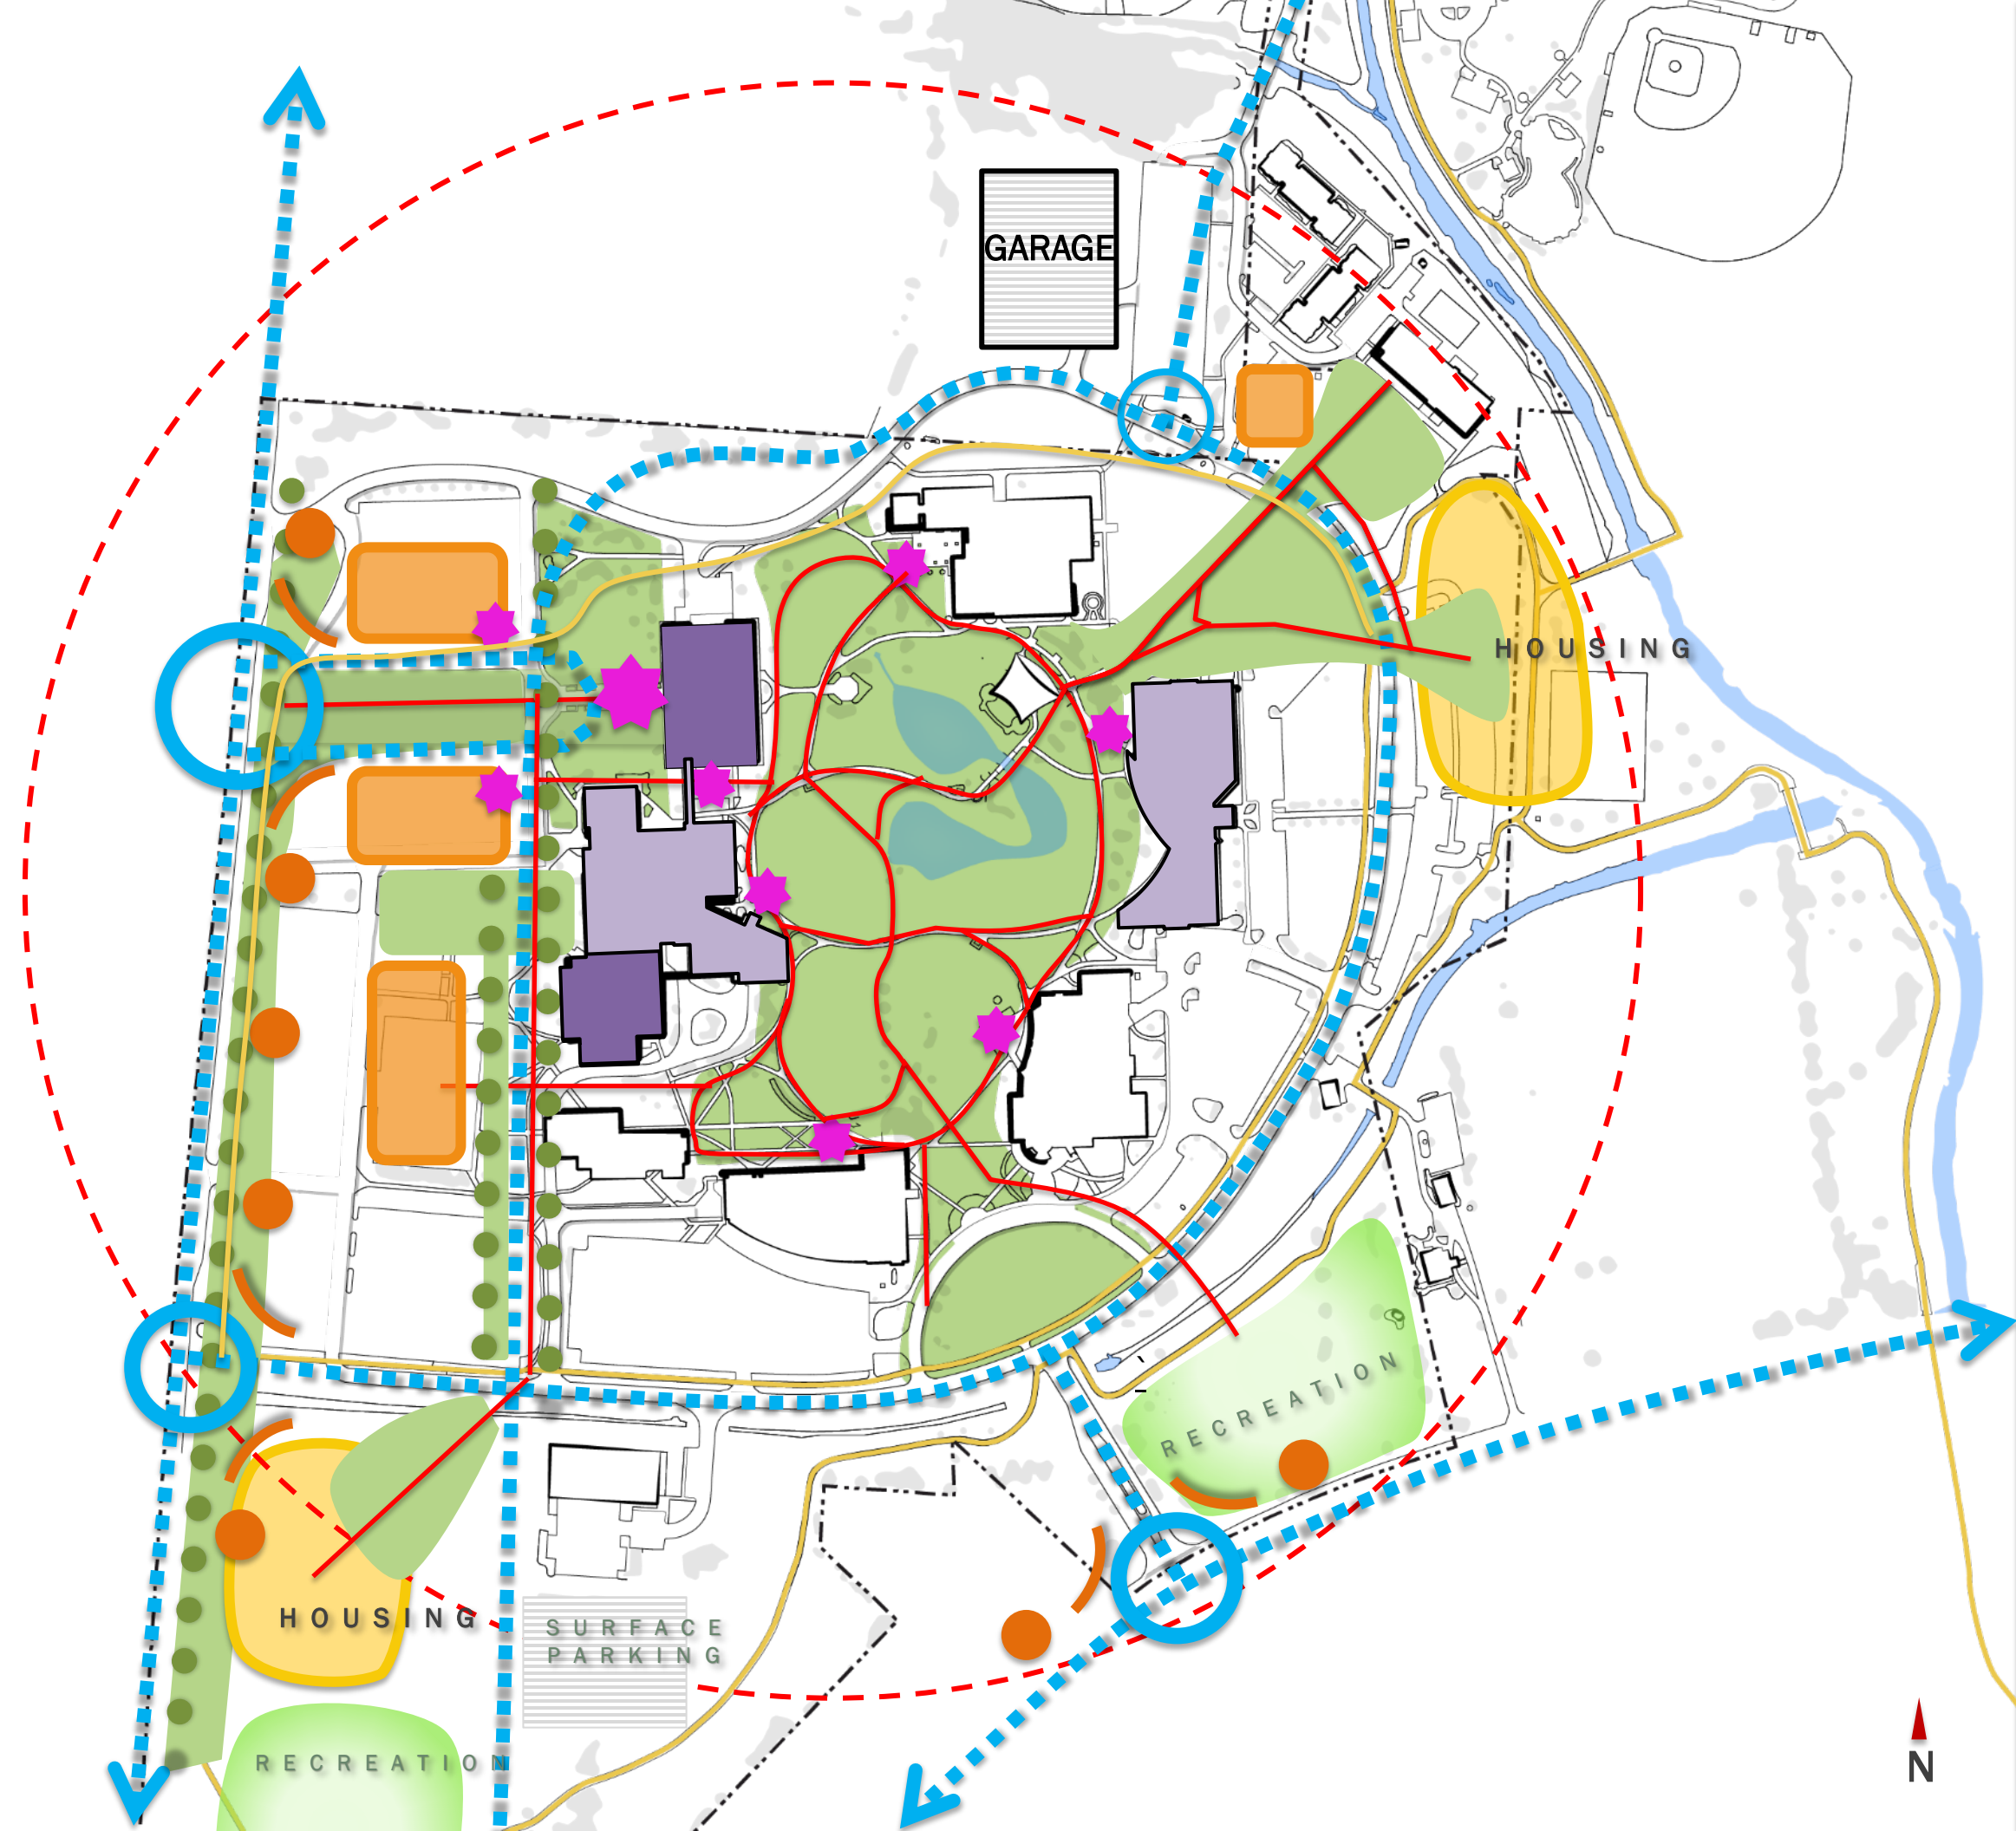 GARAGE
HOUSING
RECREATION
HOUSING
SURFACE
PARKING
RECREATION
N